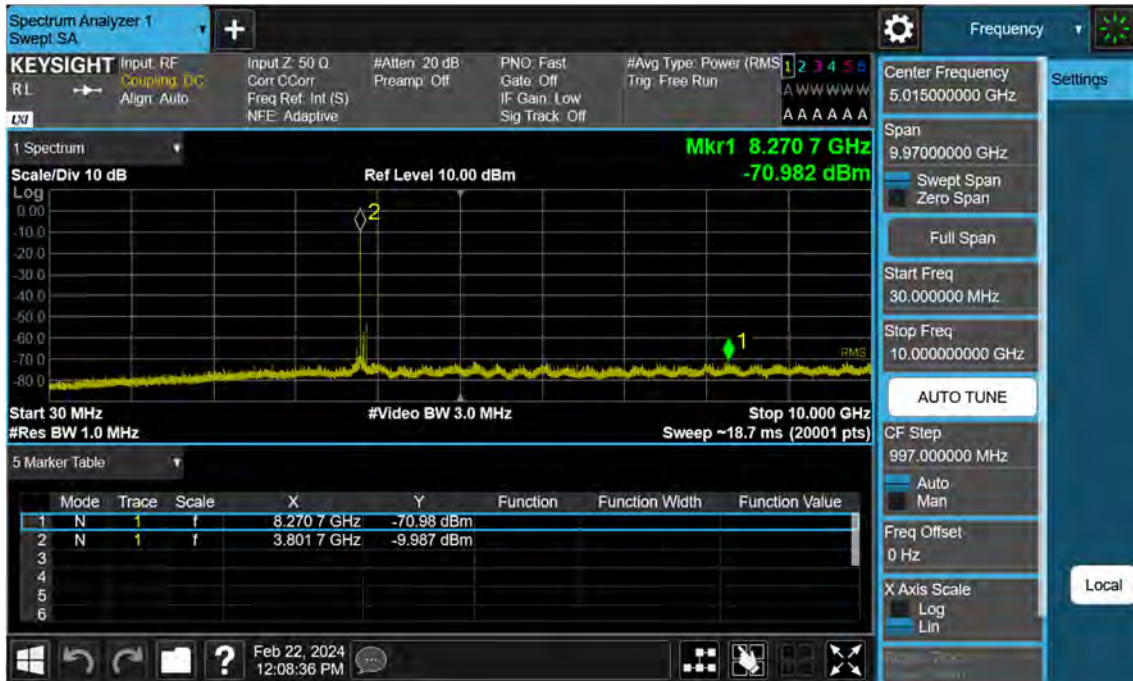 Spectrum Analyzer 1
Swept SA
+
Frequency
KEYSIGHT
RL
LXI
Input: RF
Coupling: DC
Align: Auto
Input Z: 50 Ω
Corr CCorr
Freq Ref: Int (S)
NFE: Adaptive
#Atten: 20 dB
Preamp: Off
PNO: Fast
Gate: Off
IF Gain: Low
Sig Track: Off
#Avg Type: Power (RMS
Trig: Free Run
1 2 3 4 5 6
A W W W W W
A A A A A A
1 Spectrum
Scale/Div 10 dB
Ref Level 10.00 dBm
Mkr1 8.270 7 GHz
-70.982 dBm
Log
0.00
-10.0
-20.0
-30.0
-40.0
-50.0
-60.0
-70.0
-80.0
2
1
RMS
Start 30 MHz
#Video BW 3.0 MHz
Stop 10.000 GHz
#Res BW 1.0 MHz
Sweep ~18.7 ms (20001 pts)
5 Marker Table
Mode Trace Scale X Y Function Function Width Function Value
1 N 1 f 8.270 7 GHz -70.98 dBm
2 N 1 f 3.801 7 GHz -9.987 dBm
3
4
5
6
Feb 22, 2024
12:08:36 PM
?
Center Frequency
5.015000000 GHz
Span
9.97000000 GHz
Swept Span
Zero Span
Full Span
Start Freq
30.000000 MHz
Stop Freq
10.000000000 GHz
AUTO TUNE
CF Step
997.000000 MHz
Auto
Man
Freq Offset
0 Hz
X Axis Scale
Log
Lin
Settings
Local